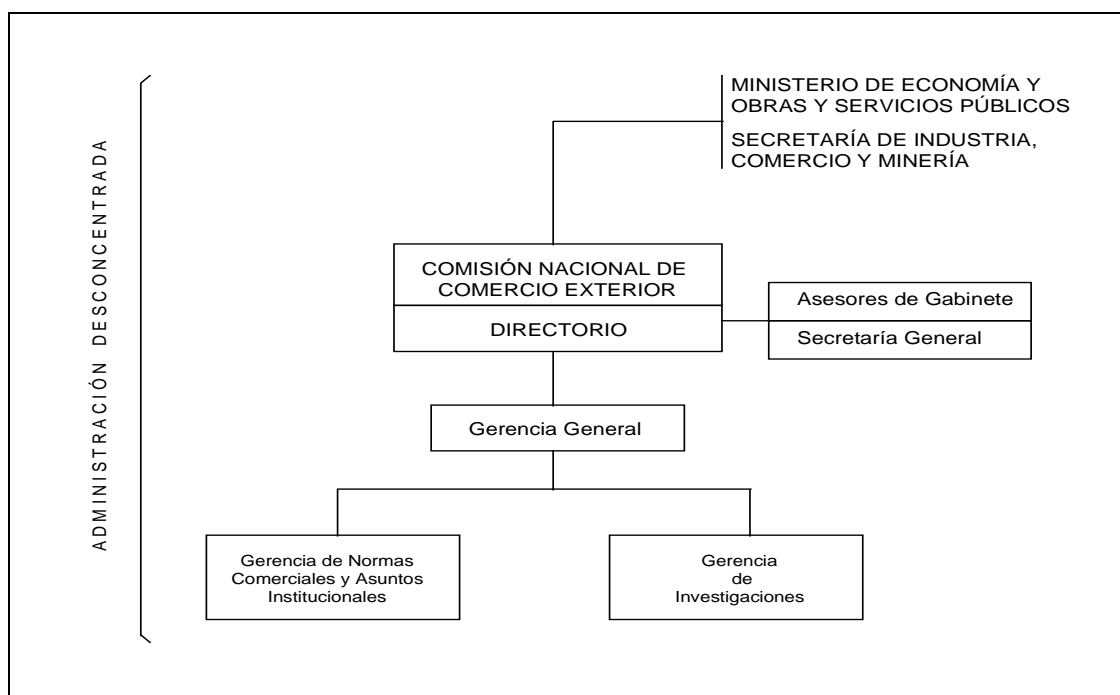 ADMINISTRACIÓN DESCONCENTRADA
MINISTERIO DE ECONOMÍA Y
OBRAS Y SERVICIOS PÚBLICOS
SECRETARÍA DE INDUSTRIA,
COMERCIO Y MINERÍA
COMISIÓN NACIONAL DE
COMERCIO EXTERIOR
DIRECTORIO
Asesores de Gabinete
Secretaría General
Gerencia General
Gerencia de Normas
Comerciales y Asuntos
Institucionales
Gerencia
de
Investigaciones